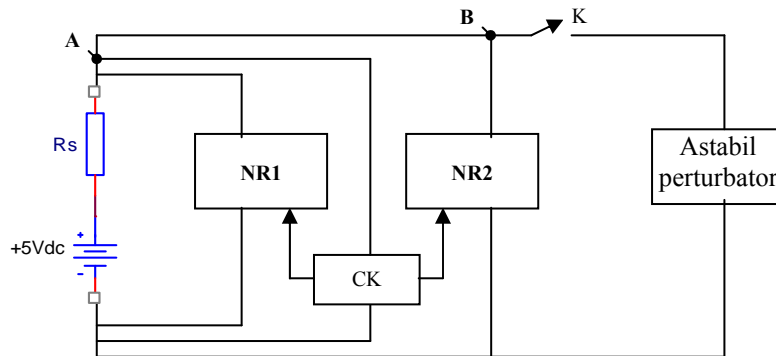 A
B
K
Rs
NR1
NR2
Astabil
perturbator
+5Vdc
+
-
CK